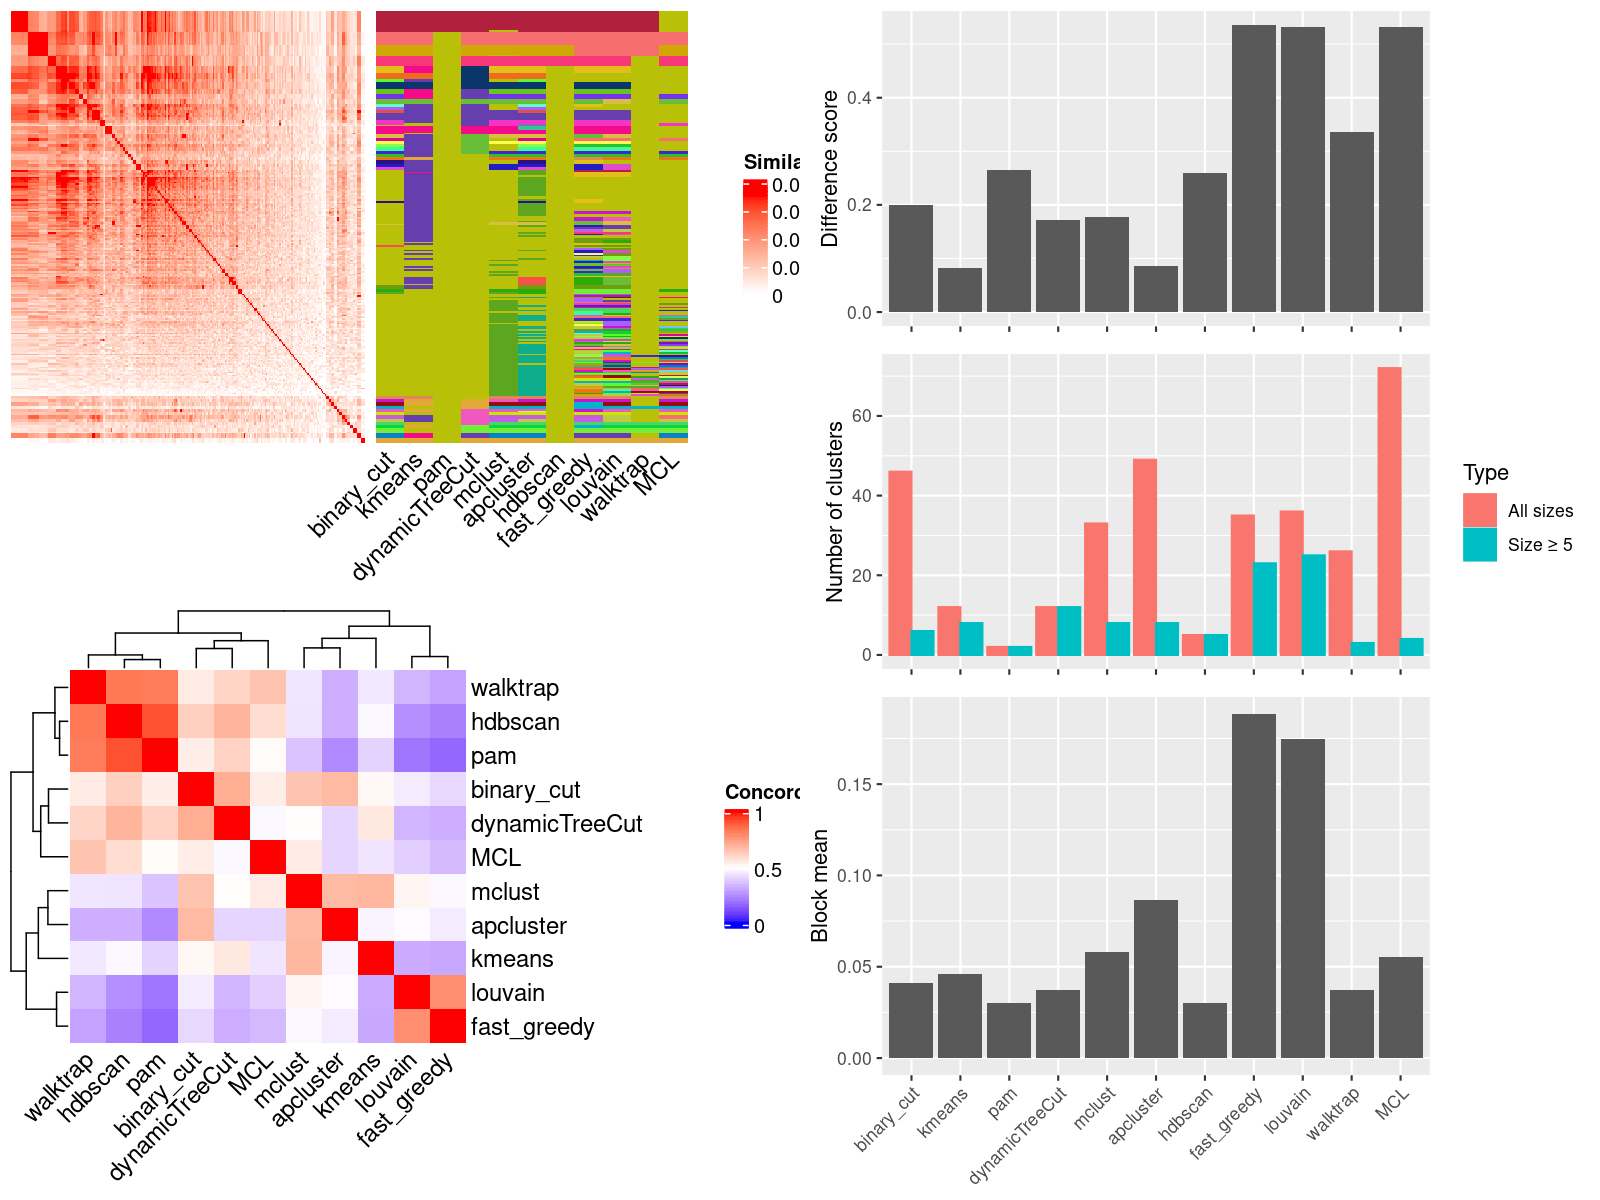 Simila
0.0
0.0
0.0
0.0
0
binary_cut
kmeans
pam
dynamicTreeCut
mclust
apcluster
hdbscan
fast_greedy
louvain
walktrap
MCL
walktrap
hdbscan
pam
binary_cut
dynamicTreeCut
MCL
mclust
apcluster
kmeans
louvain
fast_greedy
walktrap
hdbscan
pam
binary_cut
dynamicTreeCut
MCL
mclust
apcluster
kmeans
louvain
fast_greedy
Concord
1
0.5
0
Difference score
0.4
0.2
0.0
Number of clusters
60
40
20
0
Type
All sizes
Size ≥ 5
Block mean
0.15
0.10
0.05
0.00
binary_cut
kmeans
pam
dynamicTreeCut
mclust
apcluster
hdbscan
fast_greedy
louvain
walktrap
MCL